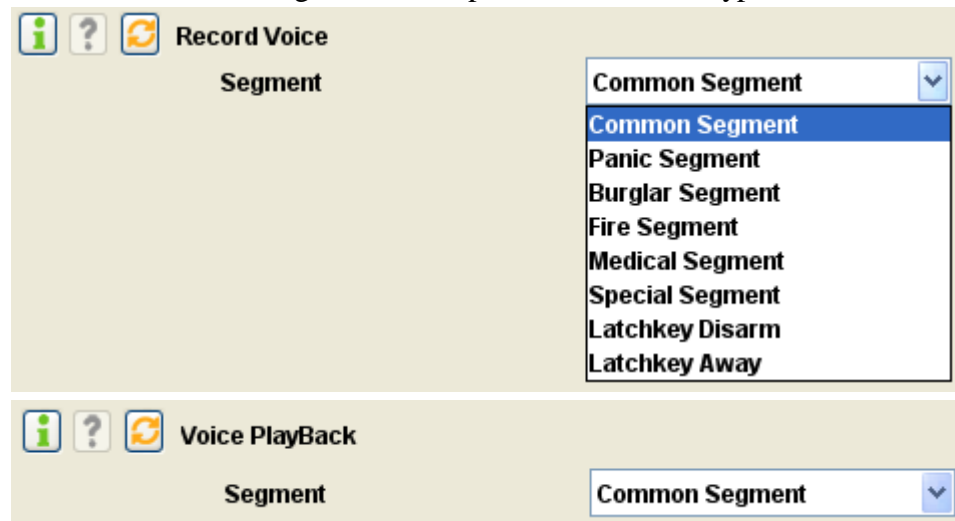 Record Voice
Segment Common Segment
Common Segment
Panic Segment
Burglar Segment
Fire Segment
Medical Segment
Special Segment
Latchkey Disarm
Latchkey Away
Voice PlayBack
Segment Common Segment